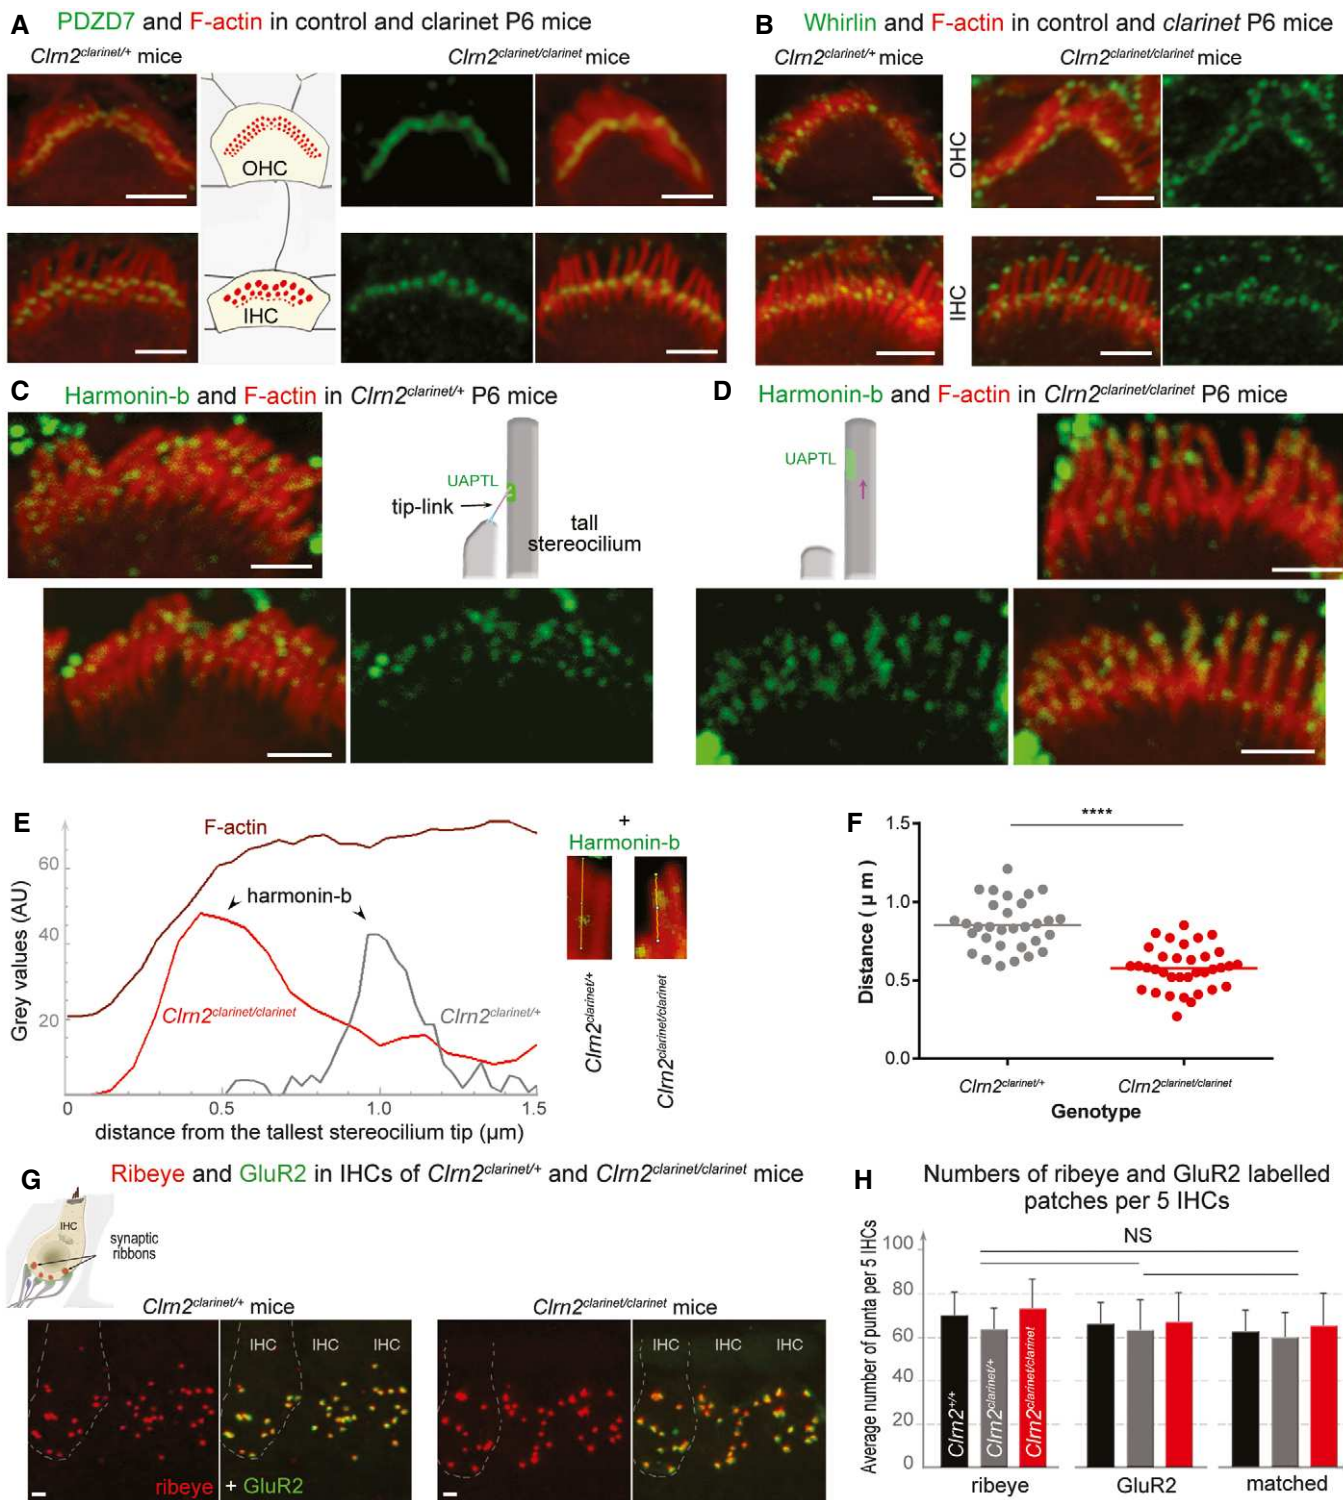 A PDZD7 and F-actin in control and clarinet P6 mice
Clrn2clarinet/+ mice
Clrn2clarinet/clarinet mice
OHC
IHC
B Whirlin and F-actin in control and clarinet P6 mice
Clrn2clarinet/+ mice
Clrn2clarinet/clarinet mice
OHC
IHC
C Harmonin-b and F-actin in Clrn2clarinet/+ P6 mice
UAPTL
tip-link
tall
stereocilium
D Harmonin-b and F-actin in Clrn2clarinet/clarinet P6 mice
UAPTL
E
F-actin
harmonin-b
Clrn2clarinet/clarinet
Clrn2clarinet/+
Grey values (AU)
60
40
20
0 0.5 1.0 1.5
distance from the tallest stereocilium tip (µm)
+
Harmonin-b
Clrn2clarinet/+
Clrn2clarinet/clarinet
F
****
Distance ( µ m )
1.5
1.0
0.5
0.0
Clrn2clarinet/+ Clrn2clarinet/clarinet
Genotype
G Ribeye and GluR2 in IHCs of Clrn2clarinet/+ and Clrn2clarinet/clarinet mice
IHC
synaptic
ribbons
Clrn2clarinet/+ mice
IHC IHC IHC
ribeye + GluR2
Clrn2clarinet/clarinet mice
IHC IHC IHC
H Numbers of ribeye and GluR2 labelled
patches per 5 IHCs
NS
Average number of punta per 5 IHCs
100
80
60
40
20
0
Clrn2+/+
Clrn2clarinet/+
Clrn2clarinet/clarinet
ribeye GluR2 matched